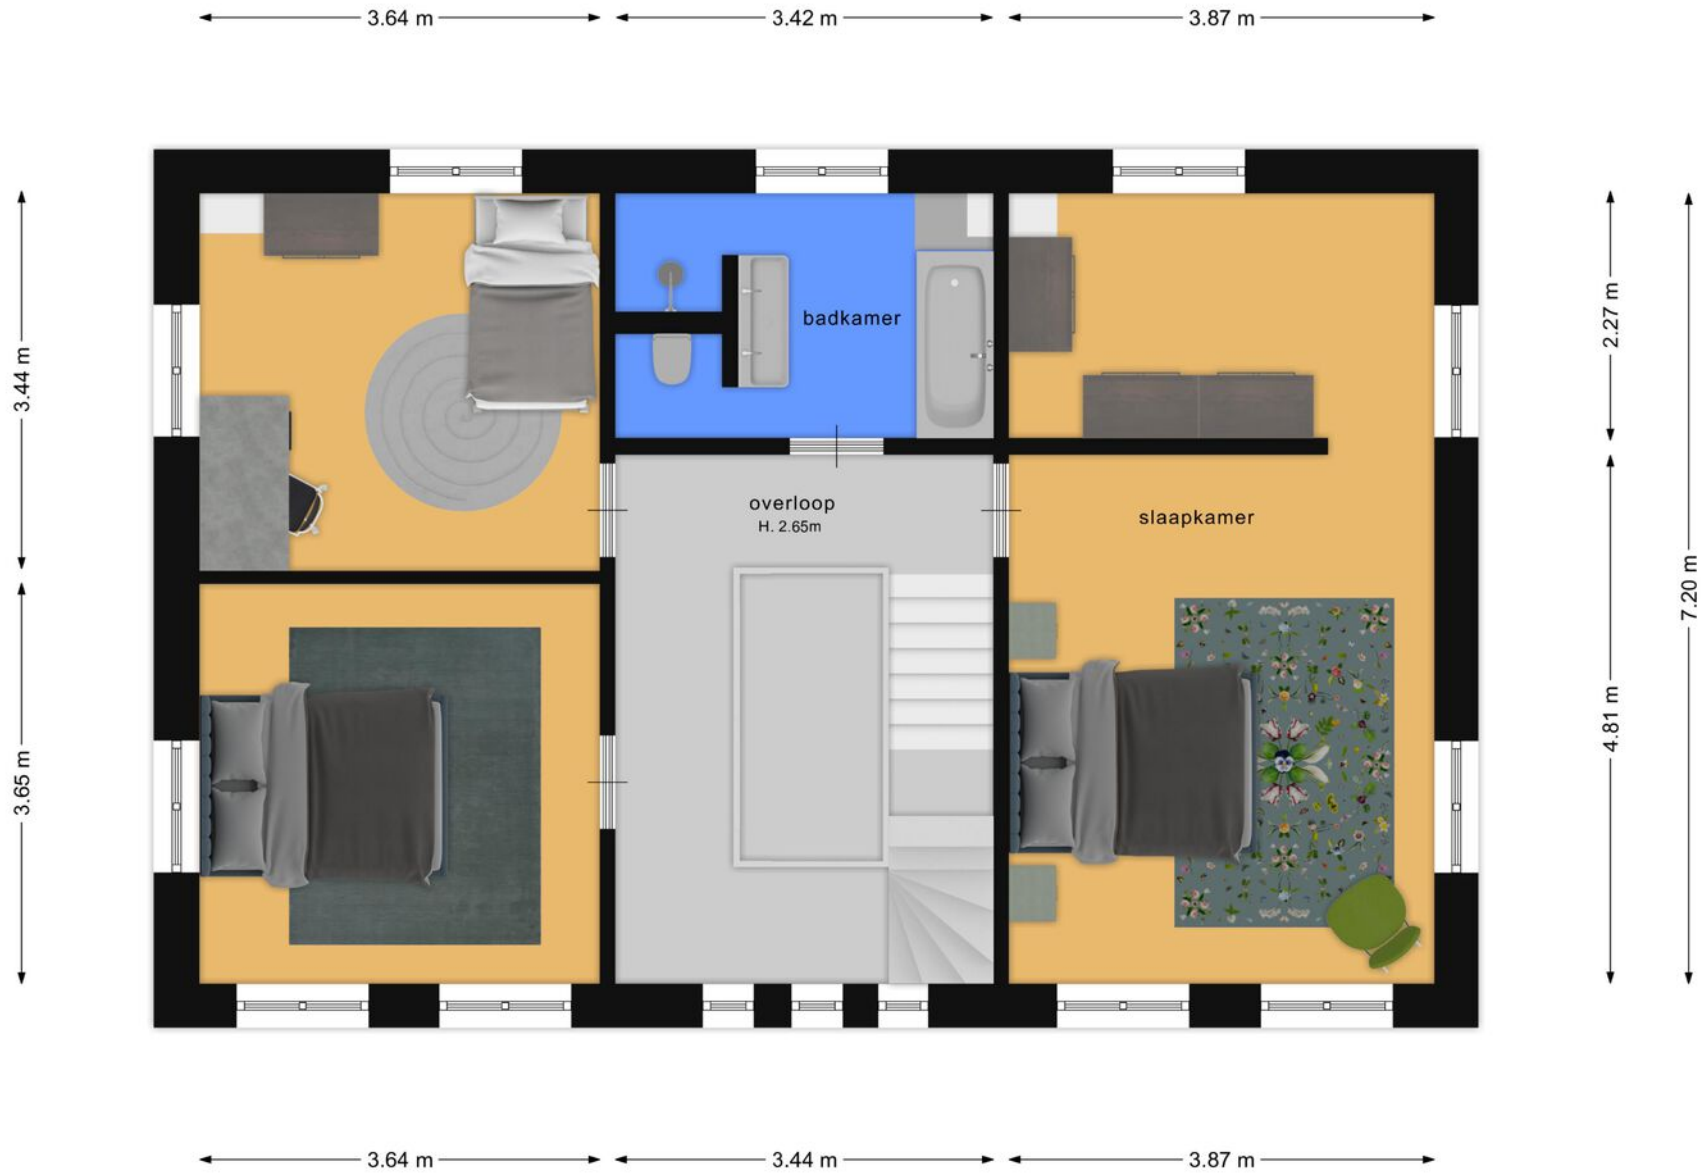 3.64 m
3.42 m
3.87 m
2.27 m
badkamer
3.44 m
overloop
H. 2.65m
slaapkamer
7.20 m
4.81 m
3.65 m
3.64 m
3.44 m
3.87 m